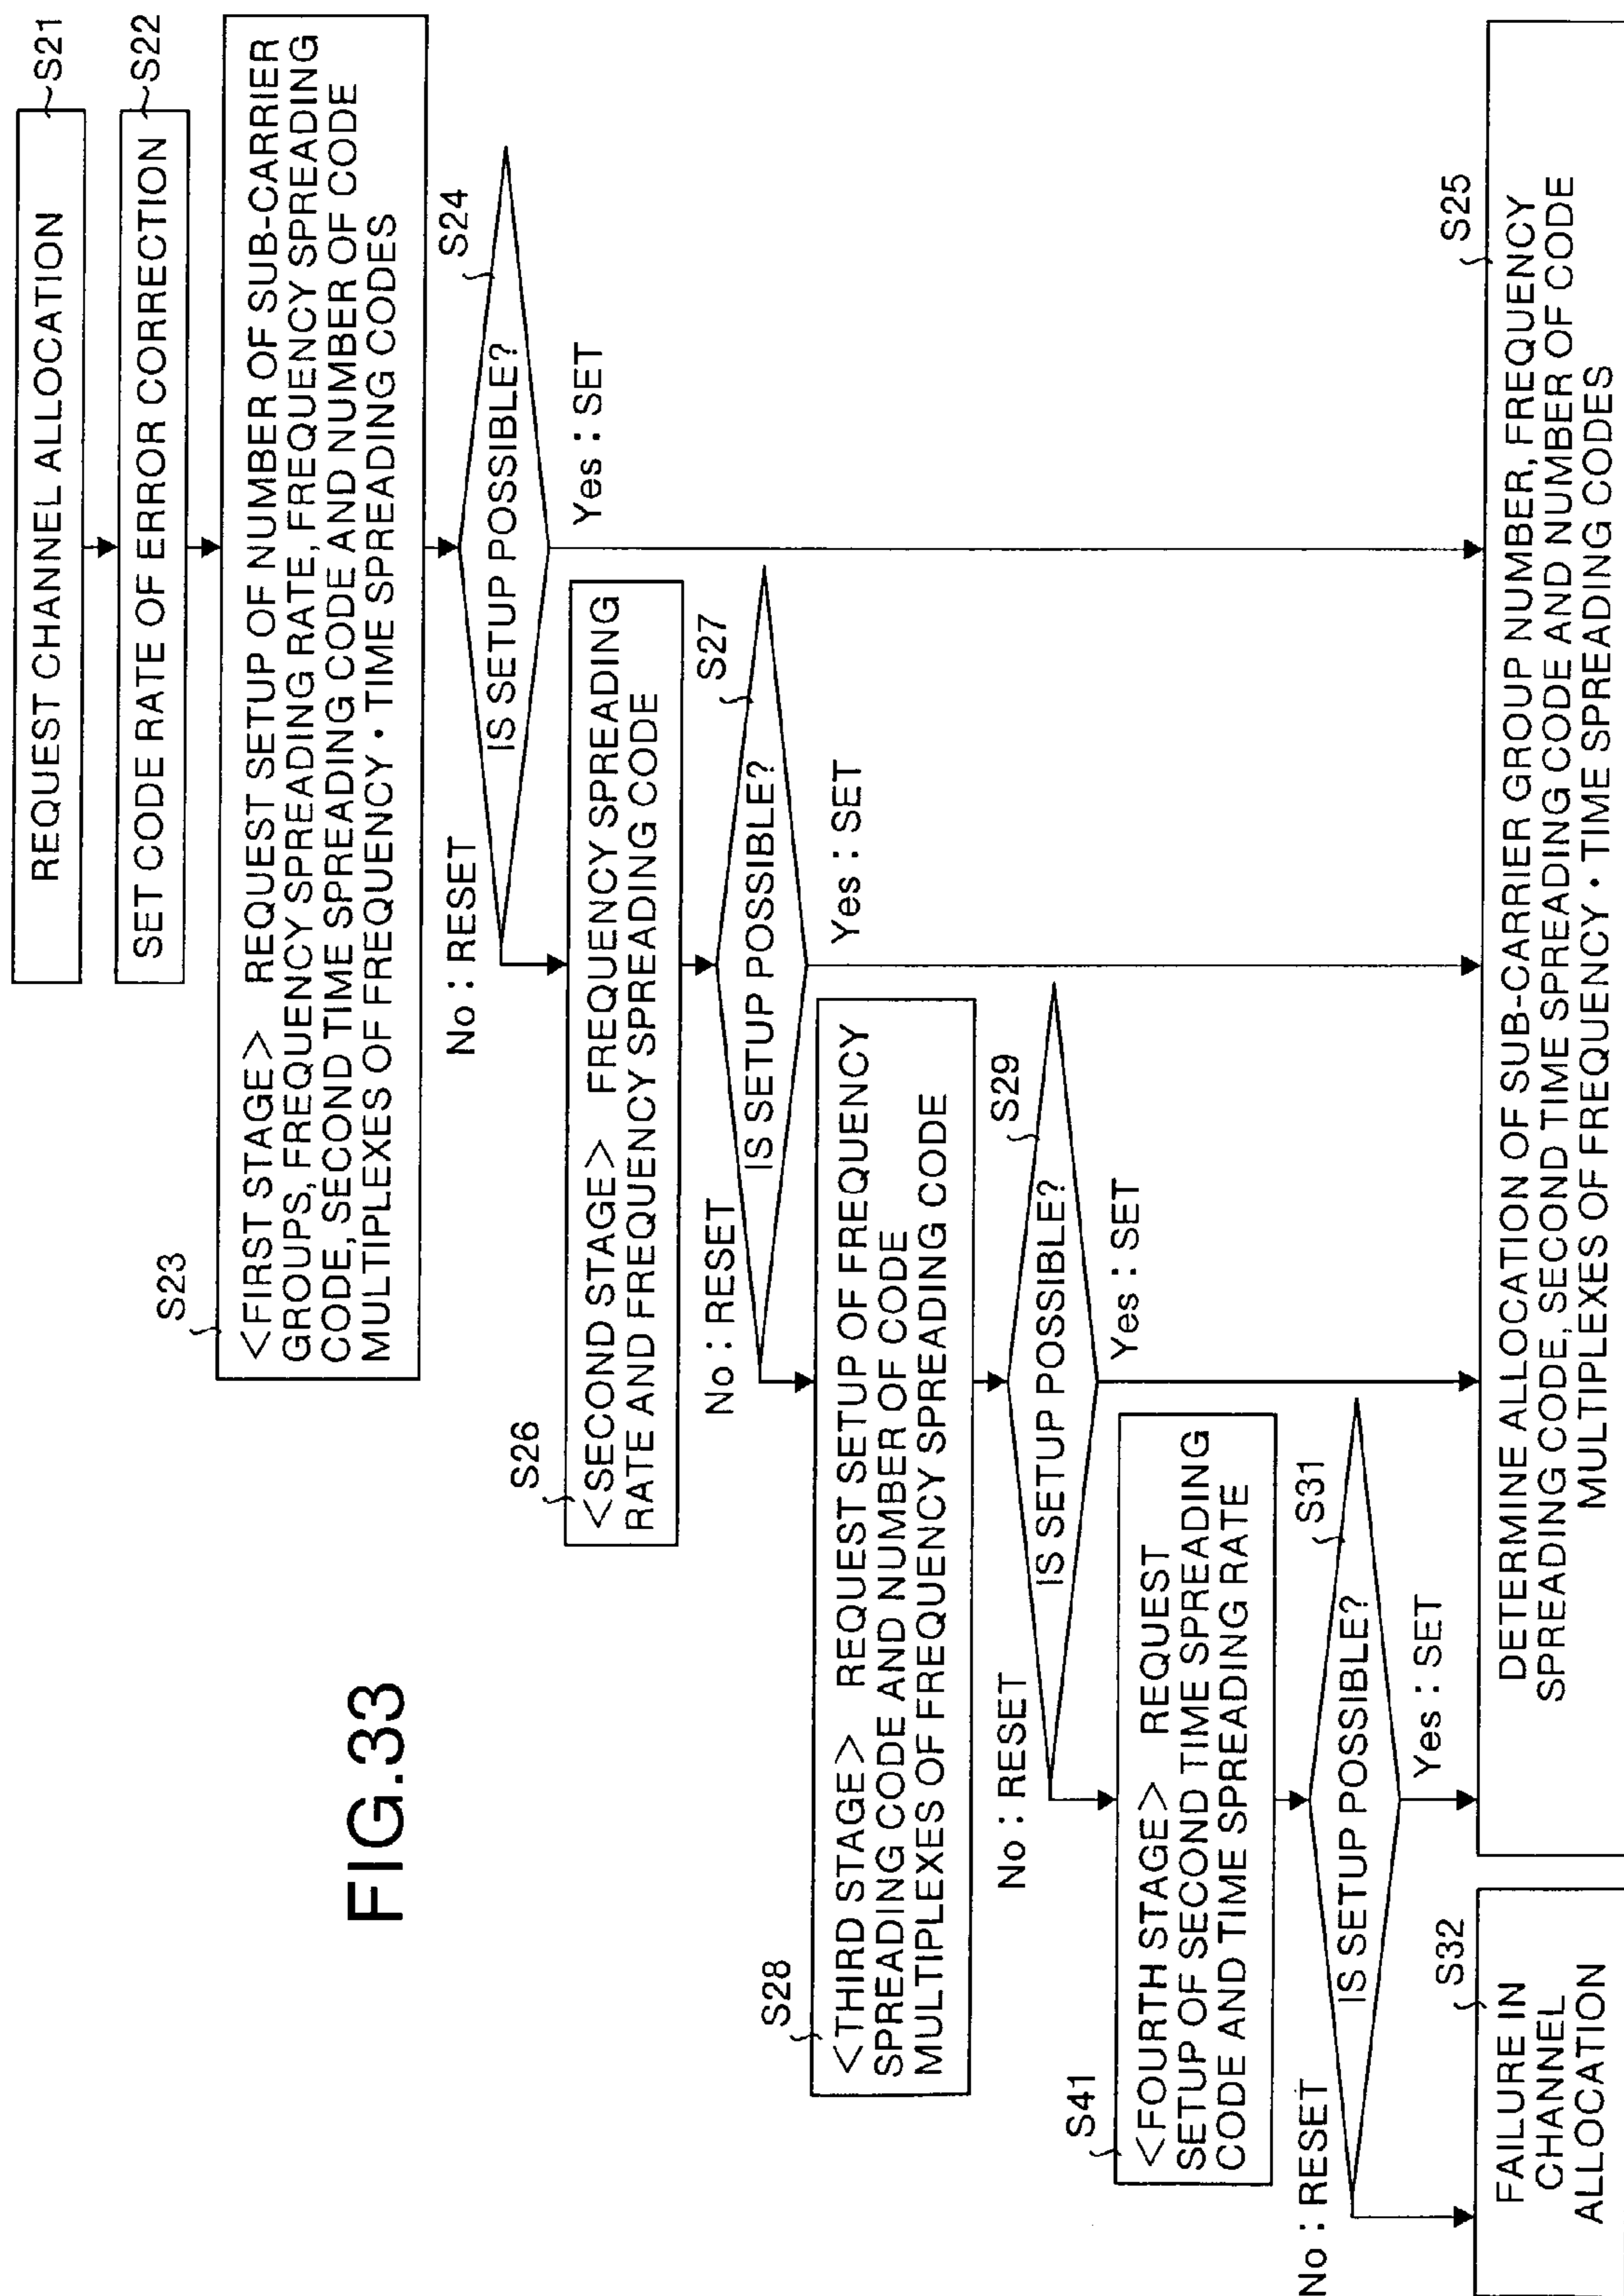 FIG.33
REQUEST CHANNEL ALLOCATION
S21
SET CODE RATE OF ERROR CORRECTION
S22
S23
<FIRST STAGE> REQUEST SETUP OF NUMBER OF SUB-CARRIER
GROUPS, FREQUENCY SPREADING RATE, FREQUENCY SPREADING
CODE, SECOND TIME SPREADING CODE AND NUMBER OF CODE
MULTIPLEXES OF FREQUENCY • TIME SPREADING CODES
S24
IS SETUP POSSIBLE?
No : RESET
Yes : SET
S26
<SECOND STAGE> FREQUENCY SPREADING
RATE AND FREQUENCY SPREADING CODE
S27
IS SETUP POSSIBLE?
No : RESET
Yes : SET
S28
<THIRD STAGE> REQUEST SETUP OF FREQUENCY
SPREADING CODE AND NUMBER OF CODE
MULTIPLEXES OF FREQUENCY SPREADING CODE
S29
IS SETUP POSSIBLE?
No : RESET
Yes : SET
S41
<FOURTH STAGE> REQUEST
SETUP OF SECOND TIME SPREADING
CODE AND TIME SPREADING RATE
S31
IS SETUP POSSIBLE?
No : RESET
Yes : SET
S32
FAILURE IN
CHANNEL
ALLOCATION
S25
DETERMINE ALLOCATION OF SUB-CARRIER GROUP NUMBER, FREQUENCY
SPREADING CODE, SECOND TIME SPREADING CODE AND NUMBER OF CODE
MULTIPLEXES OF FREQUENCY • TIME SPREADING CODES